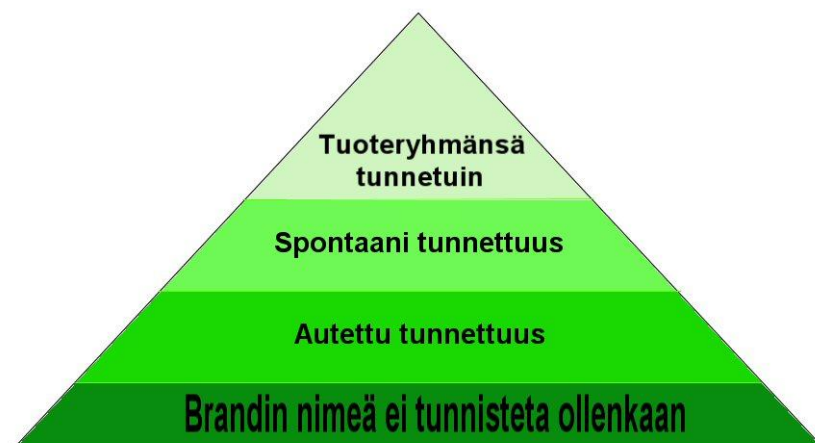 Tuoteryhmänsä
tunnetuin
Spontaani tunnettuus
Autettu tunnettuus
Brandin nimeä ei tunnisteta ollenkaan